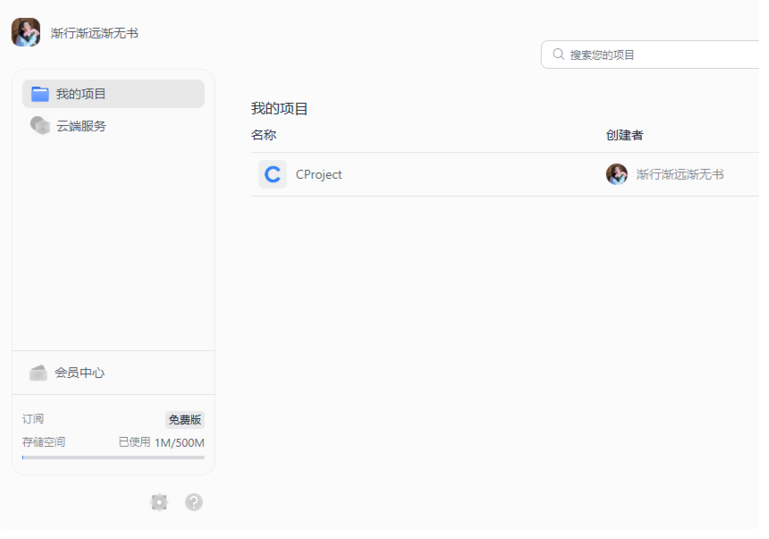 渐行渐远渐无书
搜索您的项目
我的项目
云端服务
我的项目
名称 创建者
CProject 渐行渐远渐无书
会员中心
订阅 免费版
存储空间 已使用 1M/500M